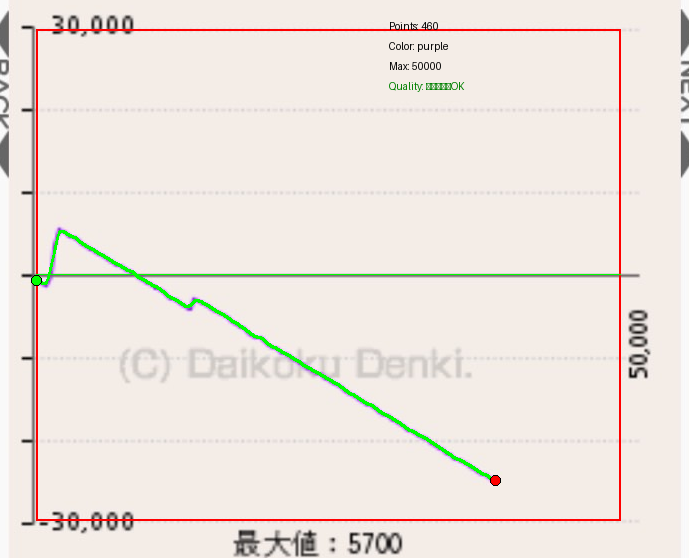 30,000
Points: 460
Color: purple
Max: 50000
Quality: OK
BACK
NEXT
50,000
(C) Daikoku Denki.
-30,000
最大値：5700